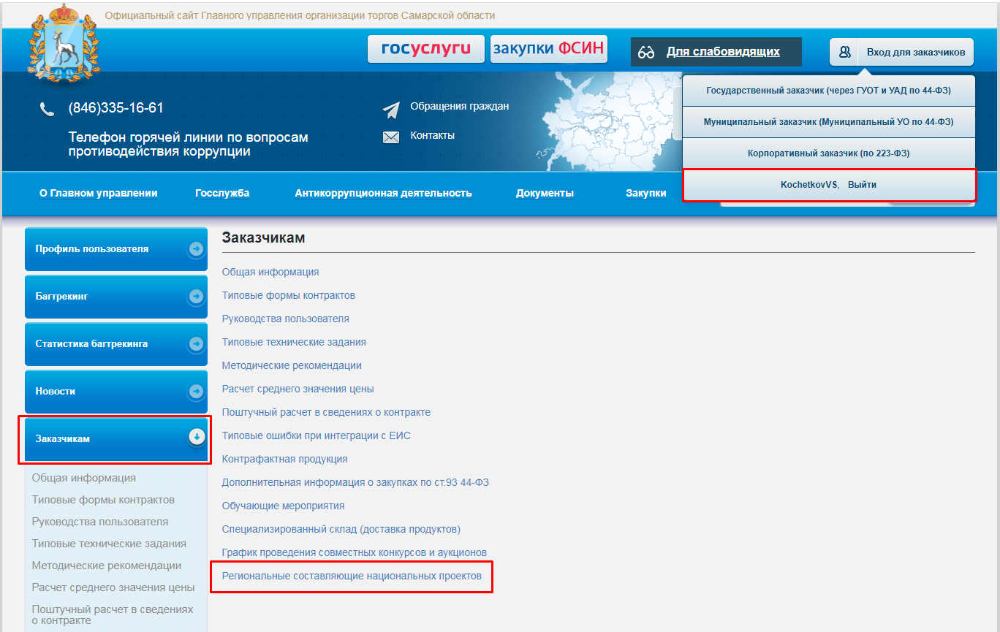 Официальный сайт Главного управления организации торгов Самарской области
госуслуги
закупки ФСИН
Для слабовидящих
Вход для заказчиков
Государственный заказчик (через ГУОТ и УАД по 44-ФЗ)
Муниципальный заказчик (Муниципальный УО по 44-ФЗ)
Корпоративный заказчик (по 223-ФЗ)
KochetkovVS, Выйти
(846)335-16-61
Телефон горячей линии по вопросам
противодействия коррупции
Обращения граждан
Контакты
О Главном управлении
Госслужба
Антикоррупционная деятельность
Документы
Закупки
Профиль пользователя
Багтрекинг
Статистика багтрекинга
Новости
Заказчикам
Общая информация
Типовые формы контрактов
Руководства пользователя
Типовые технические задания
Методические рекомендации
Расчет среднего значения цены
Поштучный расчет в сведениях
о контракте
Заказчикам
Общая информация
Типовые формы контрактов
Руководства пользователя
Типовые технические задания
Методические рекомендации
Расчет среднего значения цены
Поштучный расчет в сведениях о контракте
Типовые ошибки при интеграции с ЕИС
Контрафактная продукция
Дополнительная информация о закупках по ст.93 44-ФЗ
Обучающие мероприятия
Специализированный склад (доставка продуктов)
График проведения совместных конкурсов и аукционов
Региональные составляющие национальных проектов